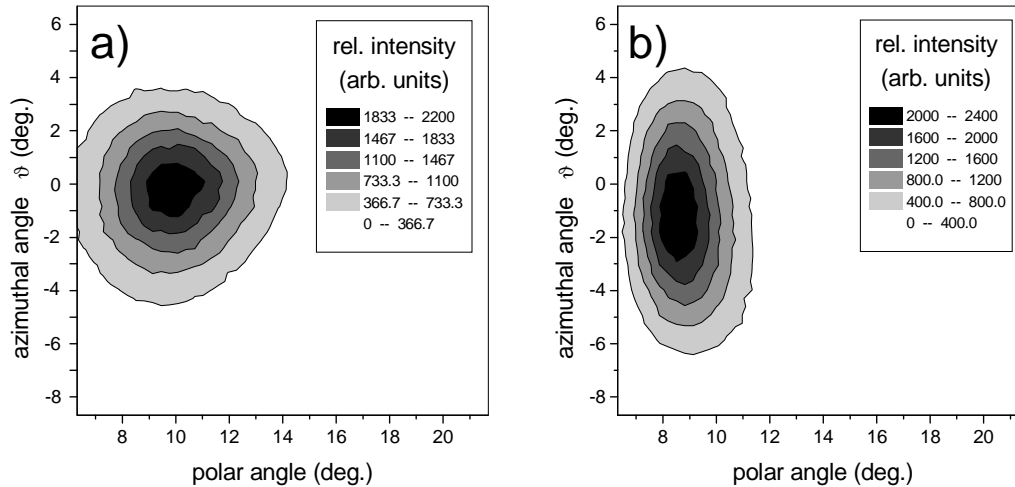 a)
rel. intensity
(arb. units)
1833 -- 2200
1467 -- 1833
1100 -- 1467
733.3 -- 1100
366.7 -- 733.3
0 -- 366.7
6
4
2
0
-2
-4
-6
-8
azimuthal angle ϑ (deg.)
8 10 12 14 16 18 20
polar angle (deg.)
b)
rel. intensity
(arb. units)
2000 -- 2400
1600 -- 2000
1200 -- 1600
800.0 -- 1200
400.0 -- 800.0
0 -- 400.0
6
4
2
0
-2
-4
-6
-8
azimuthal angle ϑ (deg.)
8 10 12 14 16 18 20
polar angle (deg.)